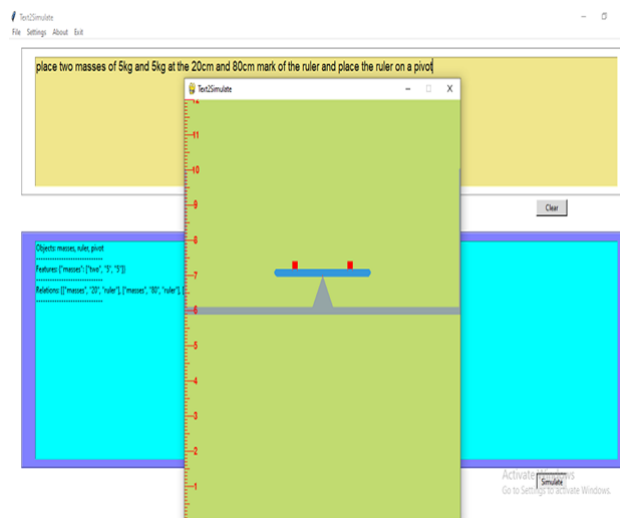 Text2Simulate
File Settings About Exit
place two masses of 5kg and 5kg at the 20cm and 80cm mark of the ruler and place the ruler on a pivot
Text2Simulate
12
11
10
9
8
7
6
5
4
3
2
1
Clear
Objects: masses, ruler, pivot
Features: {"masses": ["two", "5", "5"]}
Relations: [["masses", "20", "ruler"], ["masses", "80", "ruler"], [
Activate Windows
Go to Settings to activate Windows.
Simulate